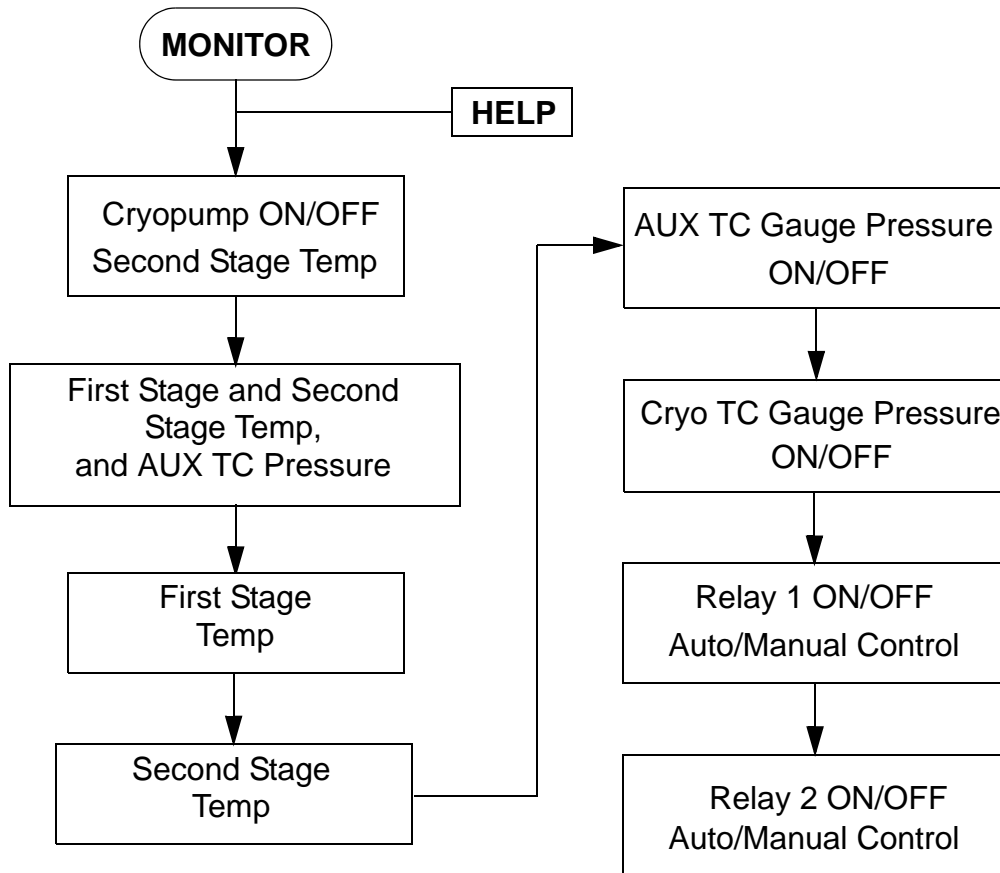 MONITOR
HELP
Cryopump ON/OFF
Second Stage Temp
First Stage and Second
Stage Temp,
and AUX TC Pressure
First Stage
Temp
Second Stage
Temp
AUX TC Gauge Pressure
ON/OFF
Cryo TC Gauge Pressure
ON/OFF
Relay 1 ON/OFF
Auto/Manual Control
Relay 2 ON/OFF
Auto/Manual Control